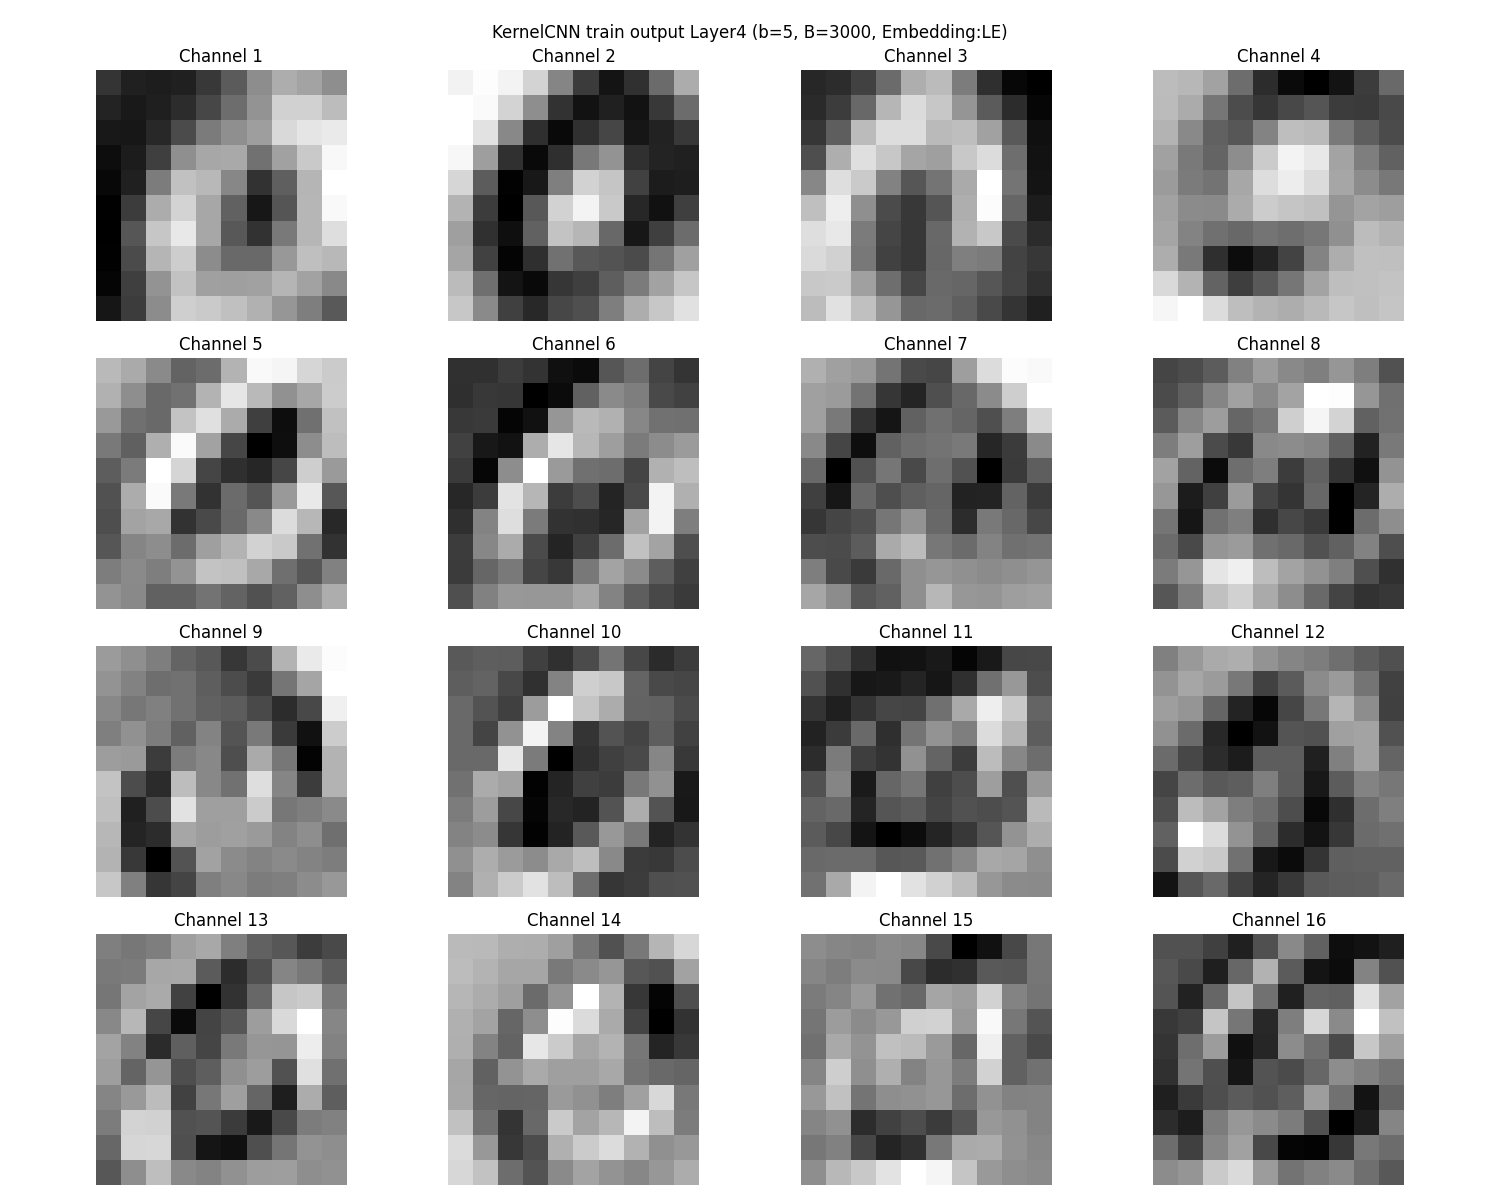 KernelCNN train output Layer4 (b=5, B=3000, Embedding:LE)
Channel 1 Channel 2 Channel 3 Channel 4
Channel 5 Channel 6 Channel 7 Channel 8
Channel 9 Channel 10 Channel 11 Channel 12
Channel 13 Channel 14 Channel 15 Channel 16